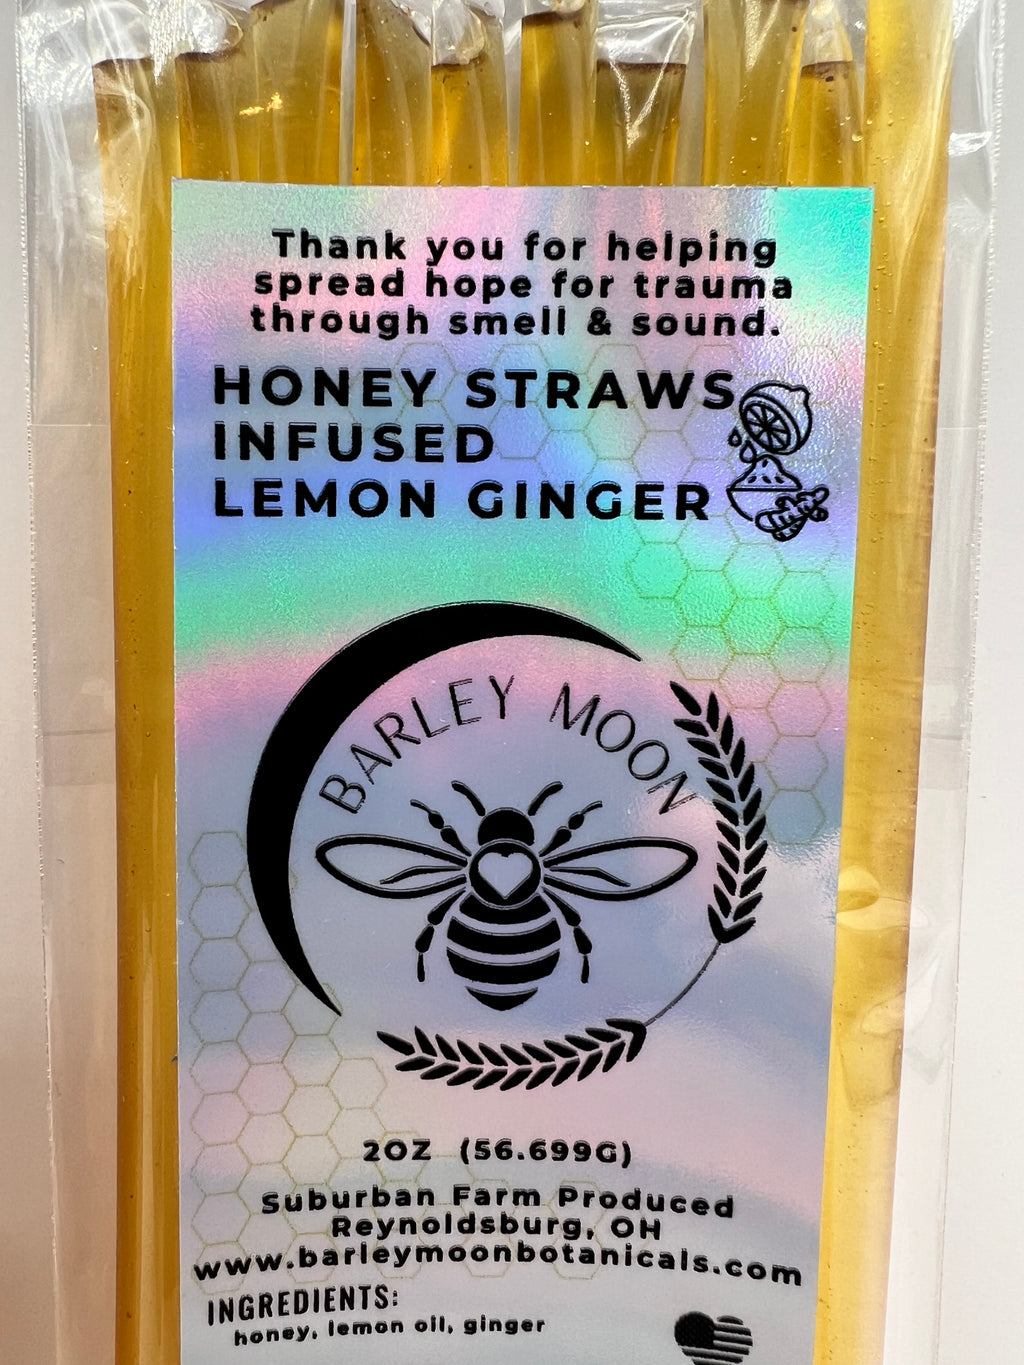 Thank you for helping
spread hope for trauma
through smell & sound.
HONEY STRAWS
INFUSED
LEMON GINGER
BARLEY MOON
2OZ (56.699G)
Suburban Farm Produced
Reynoldsburg, OH
www.barleymoonbotanicals.com
INGREDIENTS:
honey, lemon oil, ginger